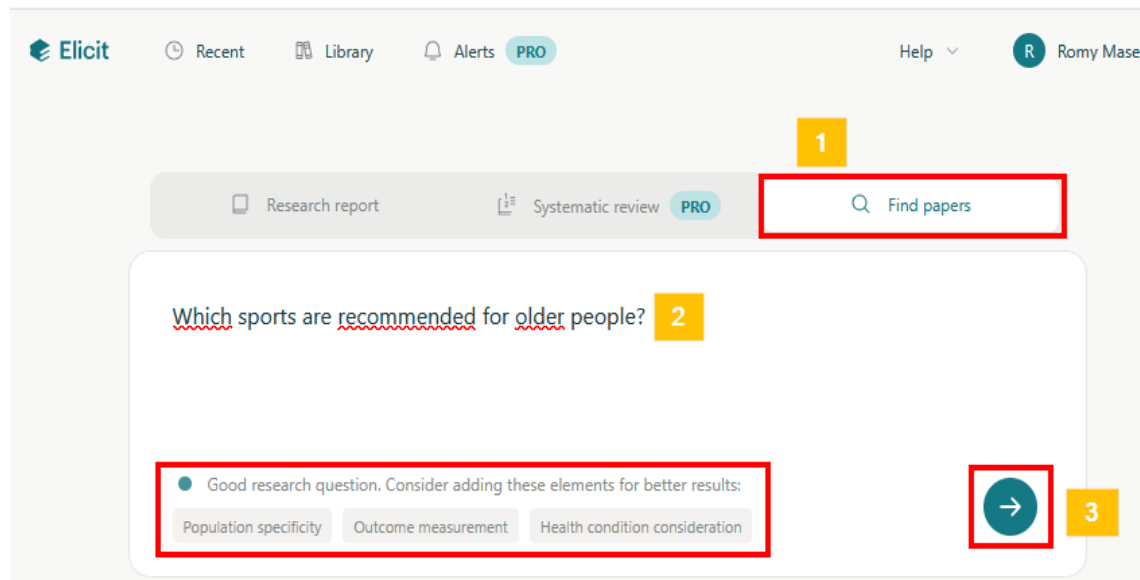 Elicit Recent Library Alerts PRO Help R Romy Mase
1
Research report Systematic review PRO Find papers
Which sports are recommended for older people? 2
Good research question. Consider adding these elements for better results:
Population specificity Outcome measurement Health condition consideration
3